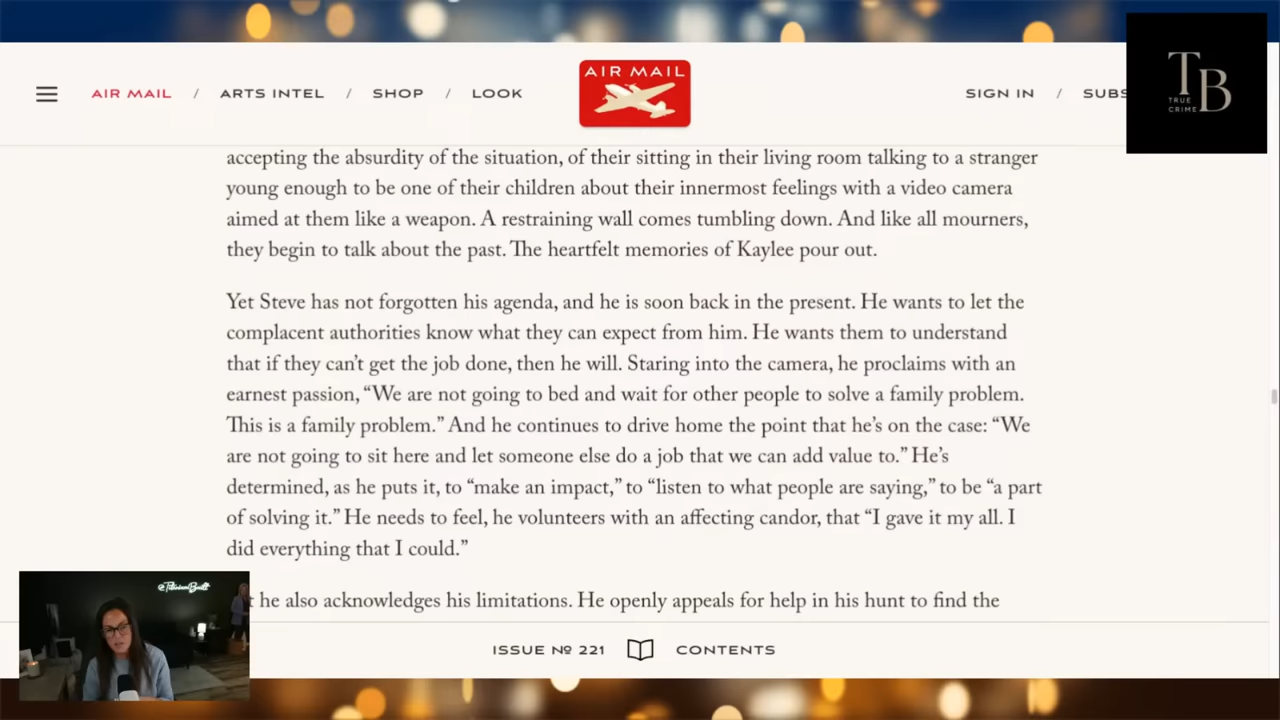 AIR MAIL / ARTS INTEL / SHOP / LOOK
AIR MAIL
SIGN IN / SUBS
TB
TRUE
CRIME
accepting the absurdity of the situation, of their sitting in their living room talking to a stranger
young enough to be one of their children about their innermost feelings with a video camera
aimed at them like a weapon. A restraining wall comes tumbling down. And like all mourners,
they begin to talk about the past. The heartfelt memories of Kaylee pour out.
Yet Steve has not forgotten his agenda, and he is soon back in the present. He wants to let the
complacent authorities know what they can expect from him. He wants them to understand
that if they can’t get the job done, then he will. Staring into the camera, he proclaims with an
earnest passion, “We are not going to bed and wait for other people to solve a family problem.
This is a family problem.” And he continues to drive home the point that he’s on the case: “We
are not going to sit here and let someone else do a job that we can add value to.” He’s
determined, as he puts it, to “make an impact,” to “listen to what people are saying,” to be “a part
of solving it.” He needs to feel, he volunteers with an affecting candor, that “I gave it my all. I
did everything that I could.”
he also acknowledges his limitations. He openly appeals for help in his hunt to find the
ISSUE № 221
CONTENTS